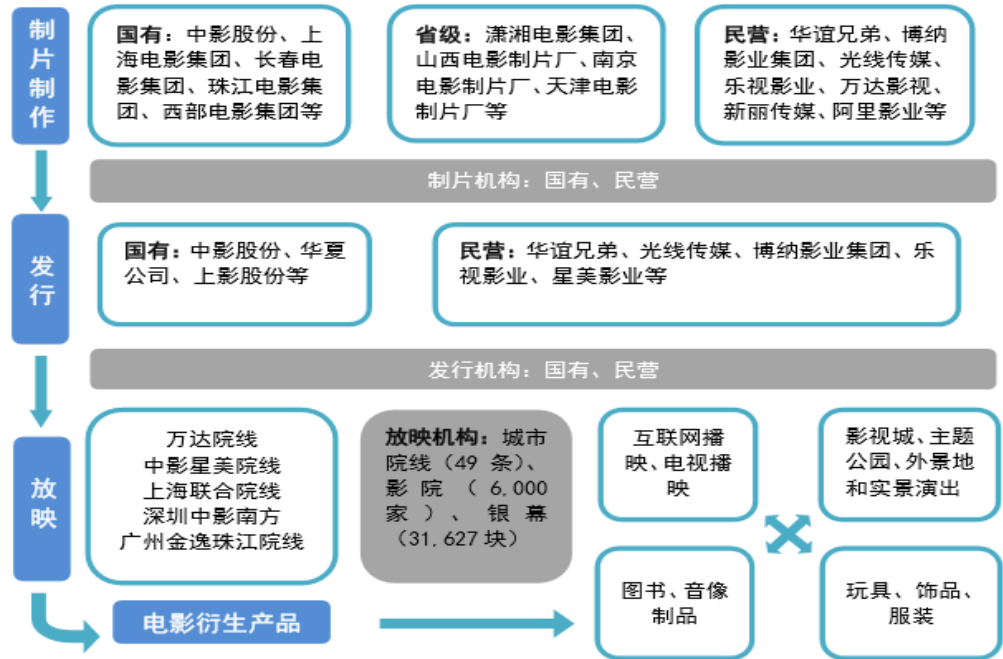 制片制作
国有：中影股份、上
海电影集团、长春电
影集团、珠江电影集
团、西部电影集团等
省级：潇湘电影集团、
山西电影制片厂、南京
电影制片厂、天津电影
制片厂等
民营：华谊兄弟、博纳
影业集团、光线传媒、
乐视影业、万达影视、
新丽传媒、阿里影业等
制片机构：国有、民营
发行
国有：中影股份、华夏
公司、上影股份等
民营：华谊兄弟、光线传媒、博纳影业集团、乐
视影业、星美影业等
发行机构：国有、民营
放映
万达院线
中影星美院线
上海联合院线
深圳中影南方
广州金逸珠江院线
放映机构：城市
院线（49 条）、
影院（6,000
家）、银幕
（31,627 块）
互联网播
映、电视播
映
影视城、主题
公园、外景地
和实景演出
电影衍生产品
图书、音像
制品
玩具、饰品、
服装